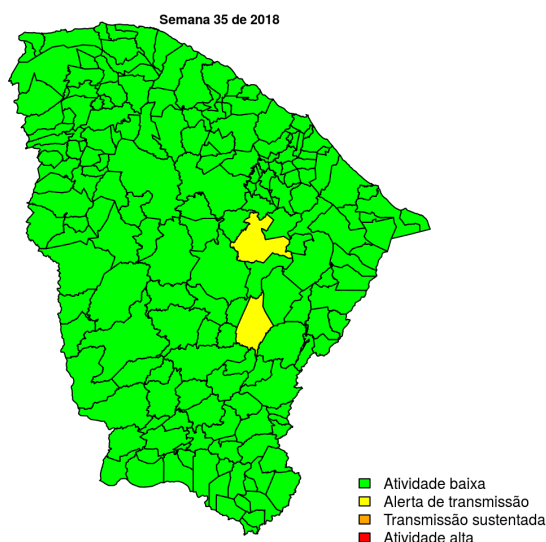 Semana 35 de 2018
Atividade baixa
Alerta de transmissão
Transmissão sustentada
Atividade alta